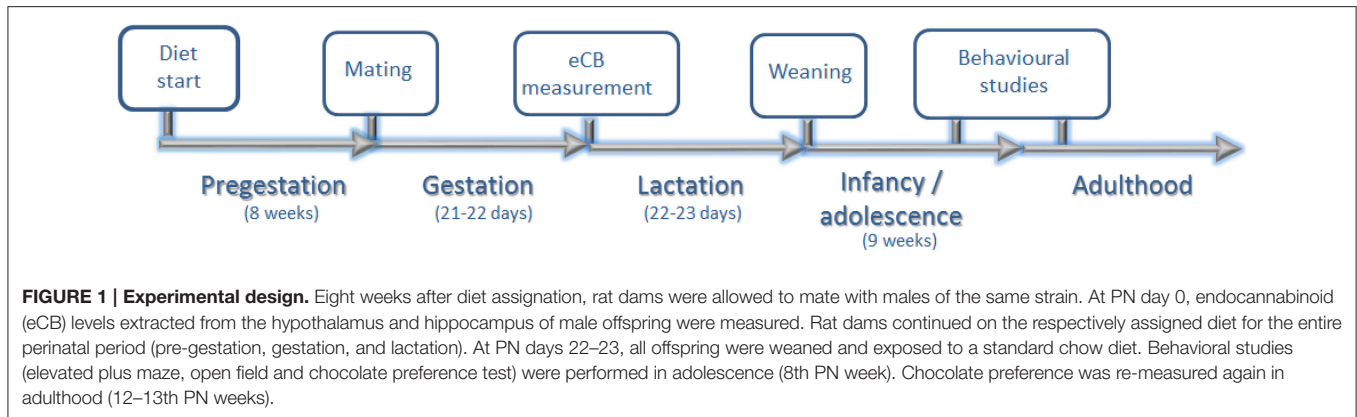 Diet
start
Mating
eCB
measurement
Weaning
Behavioural
studies
Pregestation
(8 weeks)
Gestation
(21-22 days)
Lactation
(22-23 days)
Infancy /
adolescence
(9 weeks)
Adulthood
FIGURE 1 | Experimental design. Eight weeks after diet assignation, rat dams were allowed to mate with males of the same strain. At PN day 0, endocannabinoid
(eCB) levels extracted from the hypothalamus and hippocampus of male offspring were measured. Rat dams continued on the respectively assigned diet for the entire
perinatal period (pre-gestation, gestation, and lactation). At PN days 22–23, all offspring were weaned and exposed to a standard chow diet. Behavioral studies
(elevated plus maze, open field and chocolate preference test) were performed in adolescence (8th PN week). Chocolate preference was re-measured again in
adulthood (12–13th PN weeks).